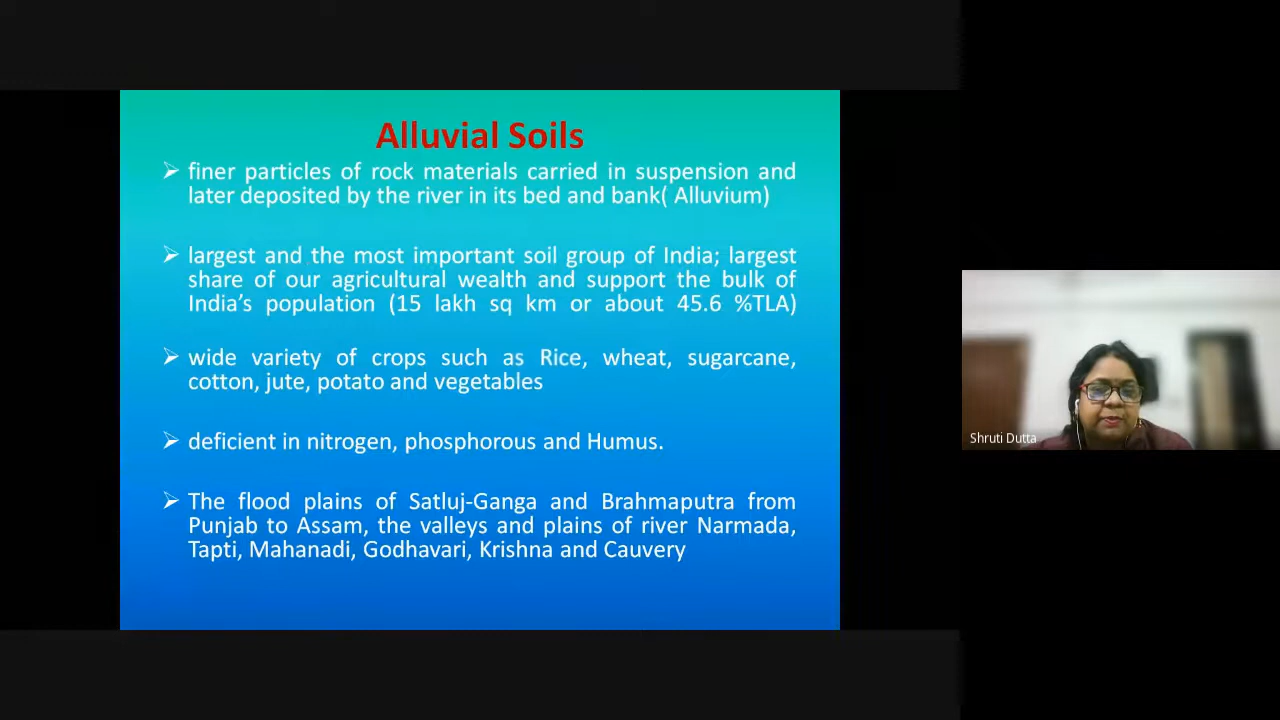 Alluvial Soils
➢ finer particles of rock materials carried in suspension and
later deposited by the river in its bed and bank( Alluvium)
➢ largest and the most important soil group of India; largest
share of our agricultural wealth and support the bulk of
India’s population (15 lakh sq km or about 45.6 %TLA)
➢ wide variety of crops such as Rice, wheat, sugarcane,
cotton, jute, potato and vegetables
➢ deficient in nitrogen, phosphorous and Humus.
➢ The flood plains of Satluj-Ganga and Brahmaputra from
Punjab to Assam, the valleys and plains of river Narmada,
Tapti, Mahanadi, Godhavari, Krishna and Cauvery
Shruti Dutta